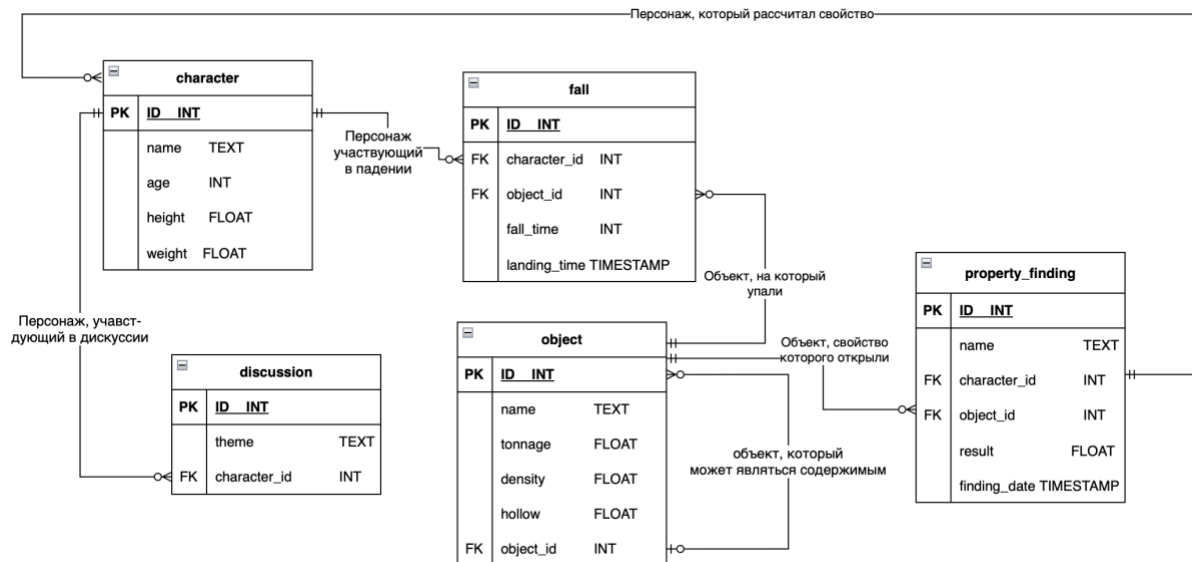 Персонаж, который рассчитал свойство
character
PK ID INT
name TEXT
age INT
height FLOAT
weight FLOAT
Персонаж
участвующий
в падении
fall
PK ID INT
FK character_id INT
FK object_id INT
fall_time INT
landing_time TIMESTAMP
Объект, на который
упали
property_finding
PK ID INT
name TEXT
FK character_id INT
FK object_id INT
result FLOAT
finding_date TIMESTAMP
Персонаж, учавст-
дующий в дискуссии
discussion
PK ID INT
theme TEXT
FK character_id INT
object
PK ID INT
name TEXT
tonnage FLOAT
density FLOAT
hollow FLOAT
FK object_id INT
Объект, свойство
которого открыли
объект, который
может являться содержимым